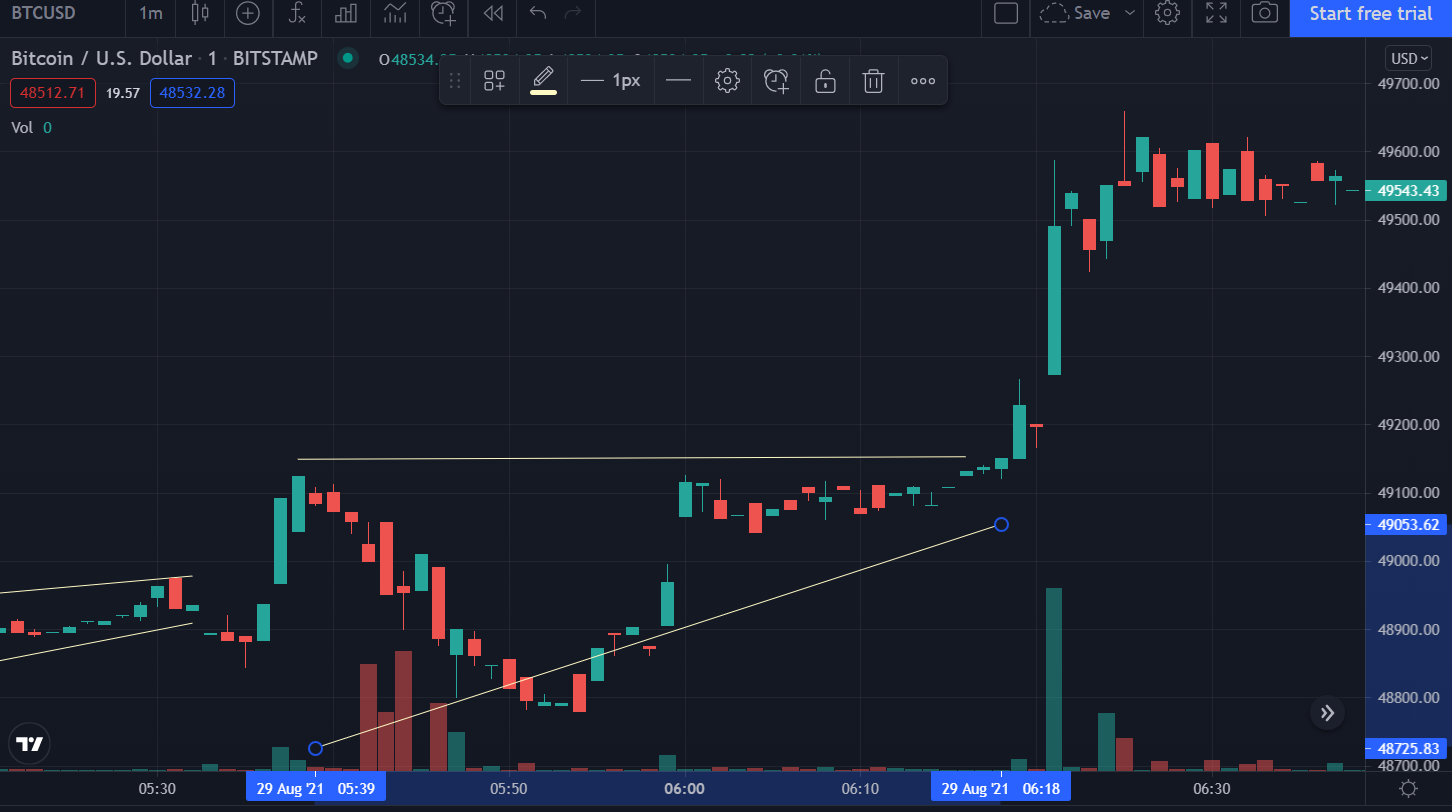 BTCUSD 1m Save Start free trial
Bitcoin / U.S. Dollar · 1 · BITSTAMP O48534.
1px
USD
48512.71 19.57 48532.28
Vol 0
49700.00
49600.00
49543.43
49500.00
49400.00
49300.00
49200.00
49100.00
49053.62
49000.00
48900.00
48800.00
48725.83
48700.00
05:30 29 Aug '21 05:39 05:50 06:00 06:10 29 Aug '21 06:18 06:30